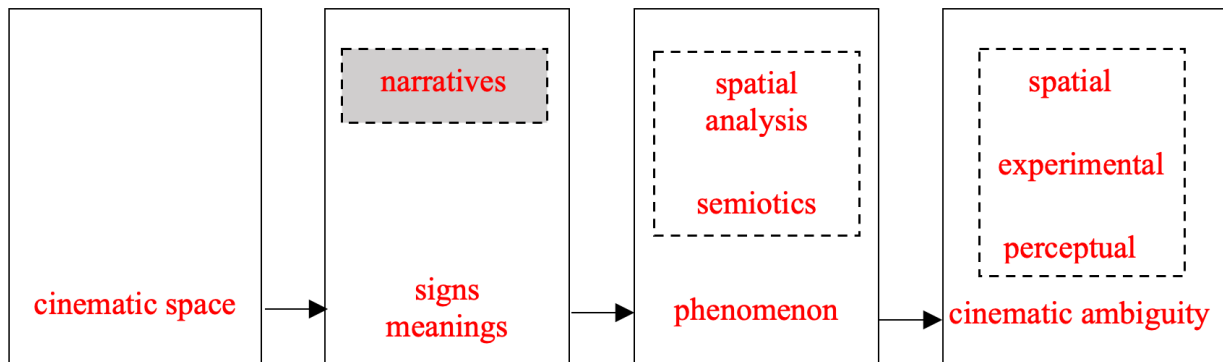 cinematic space
narratives
signs
meanings
spatial
analysis
semiotics
phenomenon
spatial
experimental
perceptual
cinematic ambiguity